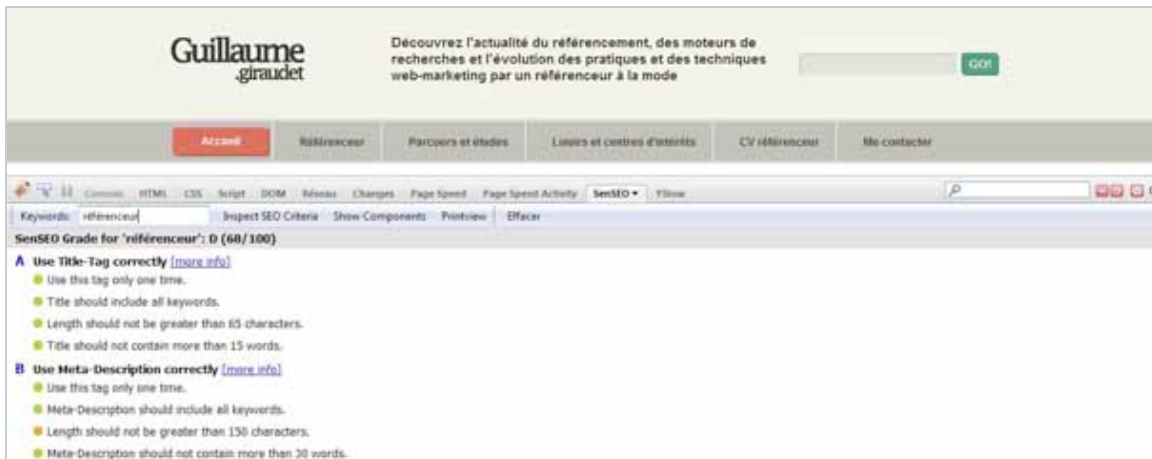 Guillaume
.giraudet
Découvrez l'actualité du référencement, des moteurs de
recherches et l'évolution des pratiques et des techniques
web-marketing par un référenceur à la mode
GO!
Accueil Référenceur Parcours et études Loisirs et centres d'intérêts CV référenceur Me contacter
Console HTML CSS Script DOM Réseau Changes Page Speed Page Speed Activity SenSEO YSlow
Keywords: référenceur Inspect SEO Criteria Show Components Printview Effacer
SenSEO Grade for 'référenceur': D (68/100)
A Use Title-Tag correctly [more info]
Use this tag only one time.
Title should include all keywords.
Length should not be greater than 65 characters.
Title should not contain more than 15 words.
B Use Meta-Description correctly [more info]
Use this tag only one time.
Meta-Description should include all keywords.
Length should not be greater than 150 characters.
Meta-Description should not contain more than 30 words.